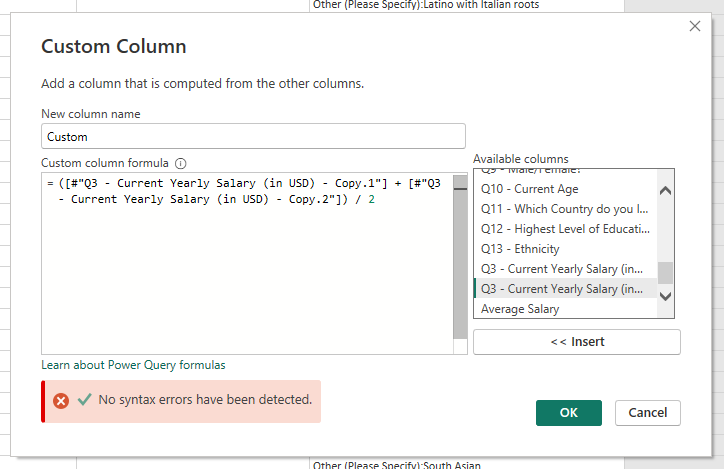 Other (Please Specify):Latino with Italian roots
Custom Column
Add a column that is computed from the other columns.
New column name
Custom
Custom column formula
Available columns
= ([#"Q3 - Current Yearly Salary (in USD) - Copy.1"] + [#"Q3
- Current Yearly Salary (in USD) - Copy.2"]) / 2
Q9 - Male/Female?
Q10 - Current Age
Q11 - Which Country do you l...
Q12 - Highest Level of Educati...
Q13 - Ethnicity
Q3 - Current Yearly Salary (in...
Q3 - Current Yearly Salary (in...
Average Salary
<< Insert
Learn about Power Query formulas
No syntax errors have been detected.
OK
Cancel
Other (Please Specify):South Asian